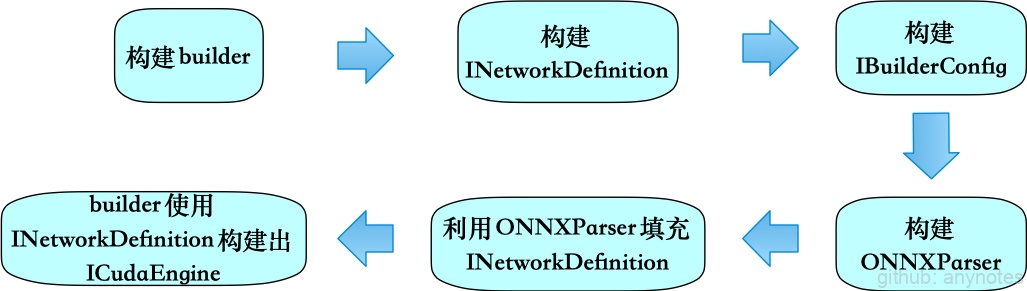 构建 builder
构建
INetworkDefinition
构建
IBuilderConfig
构建
ONNXParser
利用 ONNXParser 填充
INetworkDefinition
builder 使用
INetworkDefinition 构建出
ICudaEngine
github: anynotes